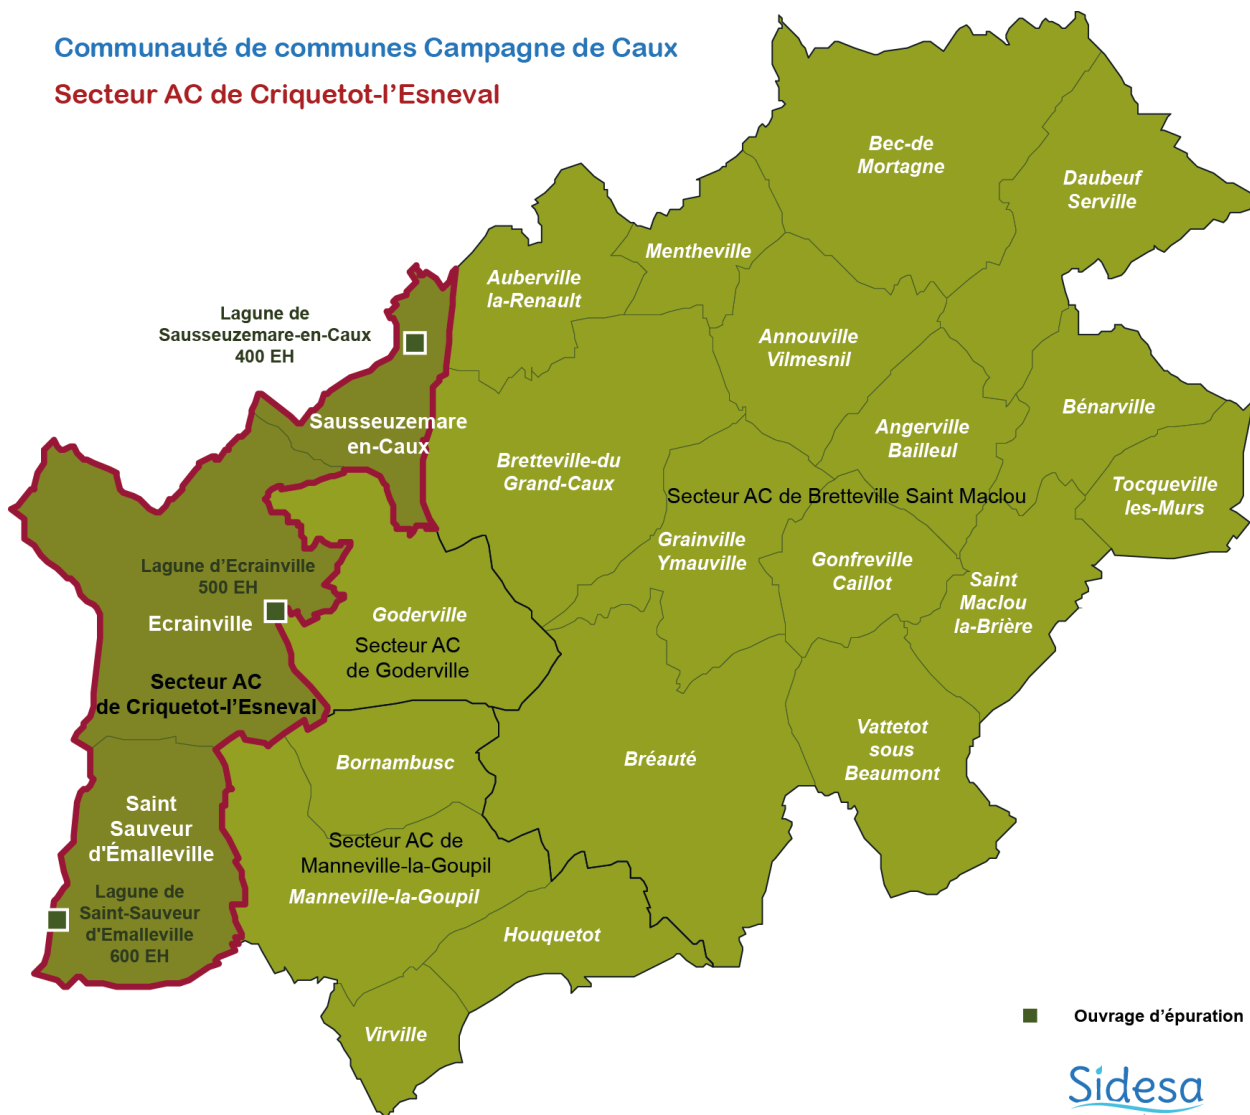 Communauté de communes Campagne de Caux
Secteur AC de Criquetot-l'Esneval
Bec-de
Mortagne
Daubeuf
Serville
Mentheville
Auberville
la-Renault
Lagune de
Sausseuzemare-en-Caux
400 EH
Annouville
Vilmesnil
Sausseuzemare
en-Caux
Bénarville
Angerville
Bailleul
Bretteville-du
Grand-Caux
Secteur AC de Bretteville Saint Maclou
Tocqueville
les-Murs
Grainville
Ymauville
Gonfreville
Caillot
Lagune d'Ecrainville
500 EH
Saint
Maclou
la-Brière
Ecrainville
Goderville
Secteur AC
de Goderville
Secteur AC
de Criquetot-l'Esneval
Vattetot
sous
Beaumont
Bornambusc
Bréauté
Saint
Sauveur
d'Émalleville
Secteur AC de
Manneville-la-Goupil
Manneville-la-Goupil
Lagune de
Saint-Sauveur
d'Emalleville
600 EH
Houquetot
Virville
Ouvrage d'épuration
Sidesa